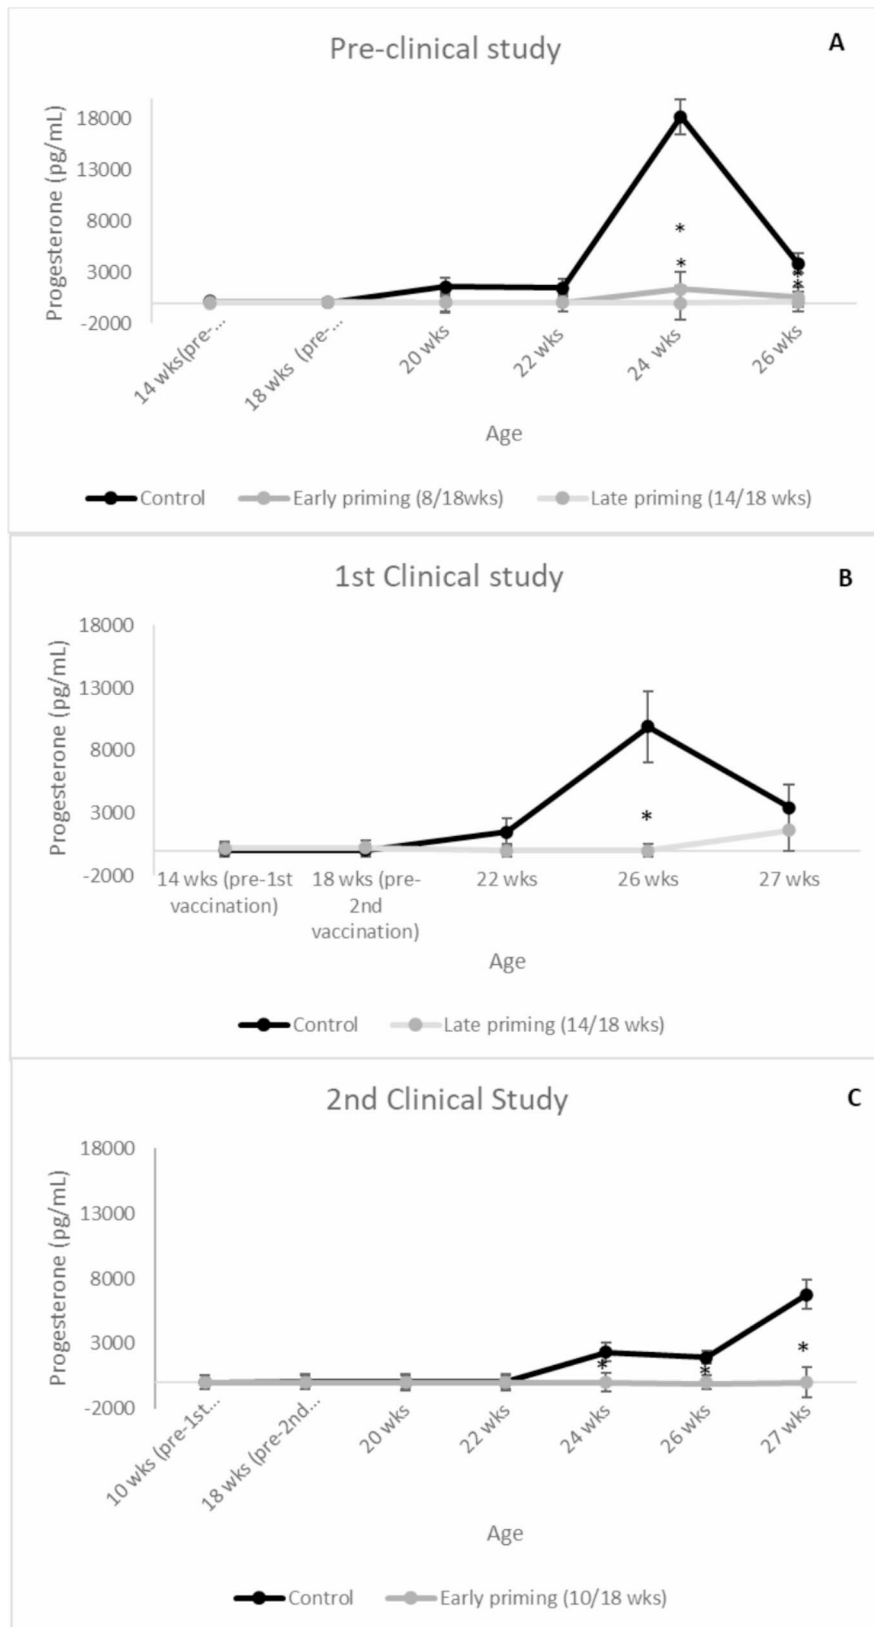 Pre-clinical study
A
Progesterone (pg/mL)
18000
13000
8000
3000
-2000
*
*
*
*
14 wks(pre-...
18 wks (pre-...
20 wks
22 wks
24 wks
26 wks
Age
Control
Early priming (8/18wks)
Late priming (14/18 wks)
1st Clinical study
B
Progesterone (pg/mL)
18000
13000
8000
3000
-2000
*
14 wks (pre-1st
vaccination)
18 wks (pre-
2nd
vaccination)
22 wks
26 wks
27 wks
Age
Control
Late priming (14/18 wks)
2nd Clinical Study
C
Progesterone (pg/mL)
18000
13000
8000
3000
-2000
*
*
*
10 wks (pre-1st...
18 wks (pre-2nd...
20 wks
22 wks
24 wks
26 wks
27 wks
Age
Control
Early priming (10/18 wks)